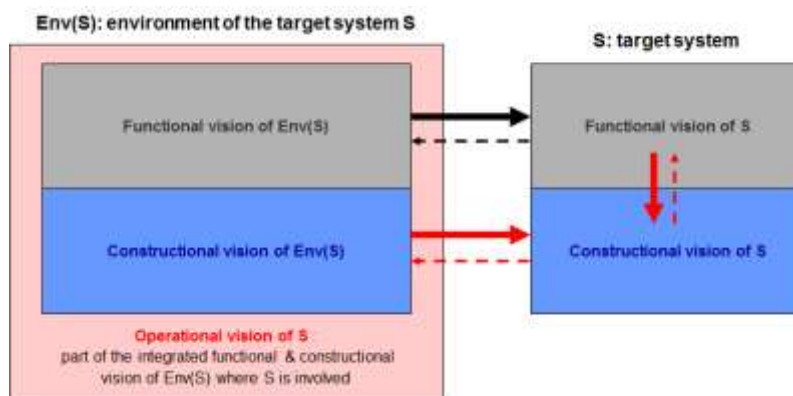 Env(S): environment of the target system S
S: target system
Functional vision of Env(S)
Functional vision of S
Constructional vision of Env(S)
Constructional vision of S
Operational vision of S
part of the integrated functional & constructional
vision of Env(S) where S is involved